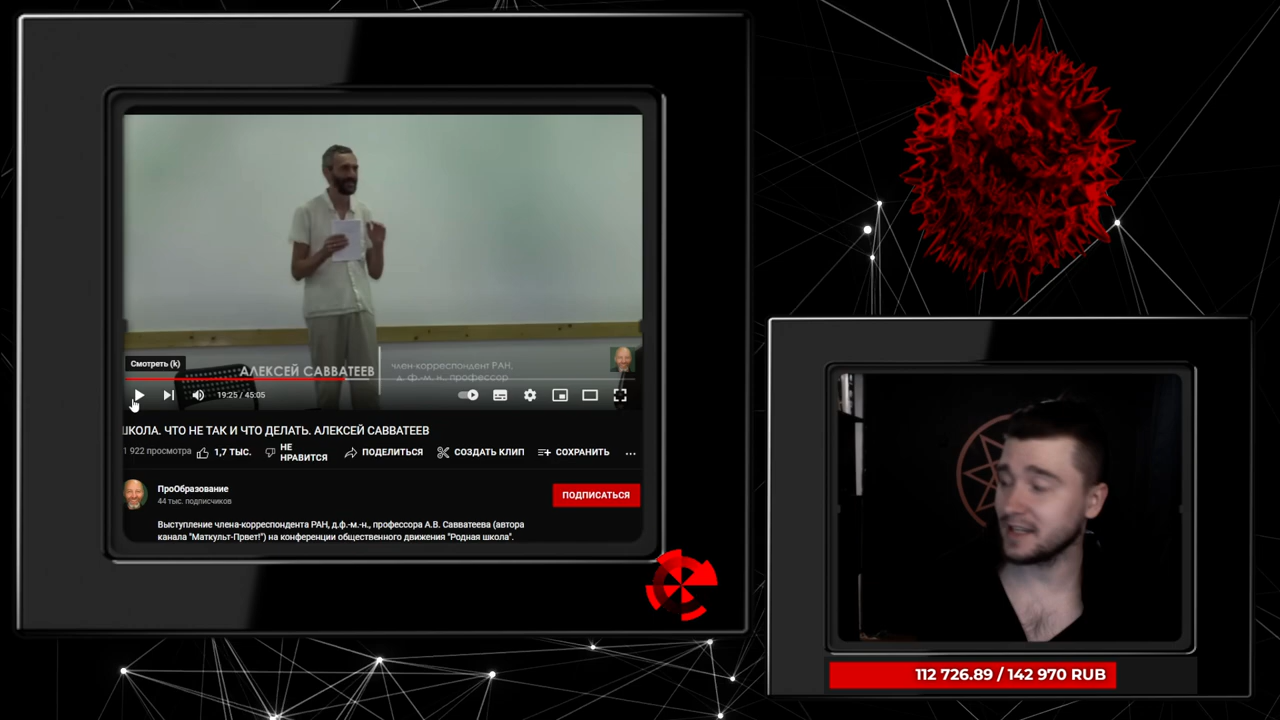 Смотреть (k)
АЛЕКСЕЙ САВВАТЕЕВ
член-корреспондент РАН,
д. ф.-м. н., профессор
19:25 / 45:05
ШКОЛА. ЧТО НЕ ТАК И ЧТО ДЕЛАТЬ. АЛЕКСЕЙ САВВАТЕЕВ
1 922 просмотра
1,7 ТЫС.
НЕ
НРАВИТСЯ
ПОДЕЛИТЬСЯ
СОЗДАТЬ КЛИП
СОХРАНИТЬ
ПроОбразование
44 тыс. подписчиков
ПОДПИСАТЬСЯ
Выступление члена-корреспондента РАН, д.ф.-м.-н., профессора А.В. Савватеева (автора
канала "Маткульт-Првет!") на конференции общественного движения "Родная школа".
112 726.89 / 142 970 RUB